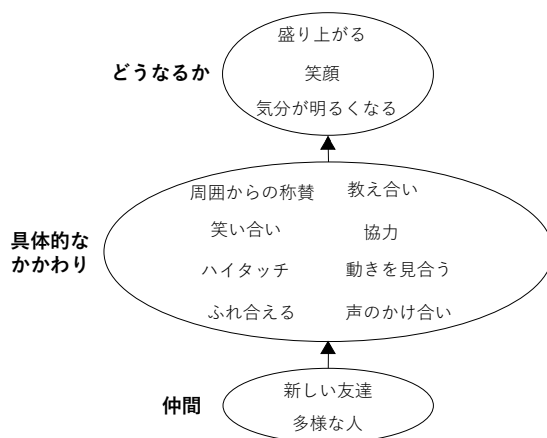 どうなるか
盛り上がる
笑顔
気分が明るくなる
具体的な
かかわり
周囲からの称賛
教え合い
笑い合い
協力
ハイタッチ
動きを見合う
ふれ合える
声のかけ合い
仲間
新しい友達
多様な人